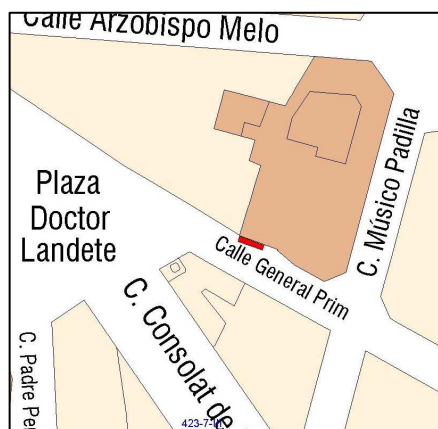 Calle Arzobispo Melo
C. Músico Padilla
Plaza
Doctor
Landete
Calle General Prim
C. Consolat de
C. Padre